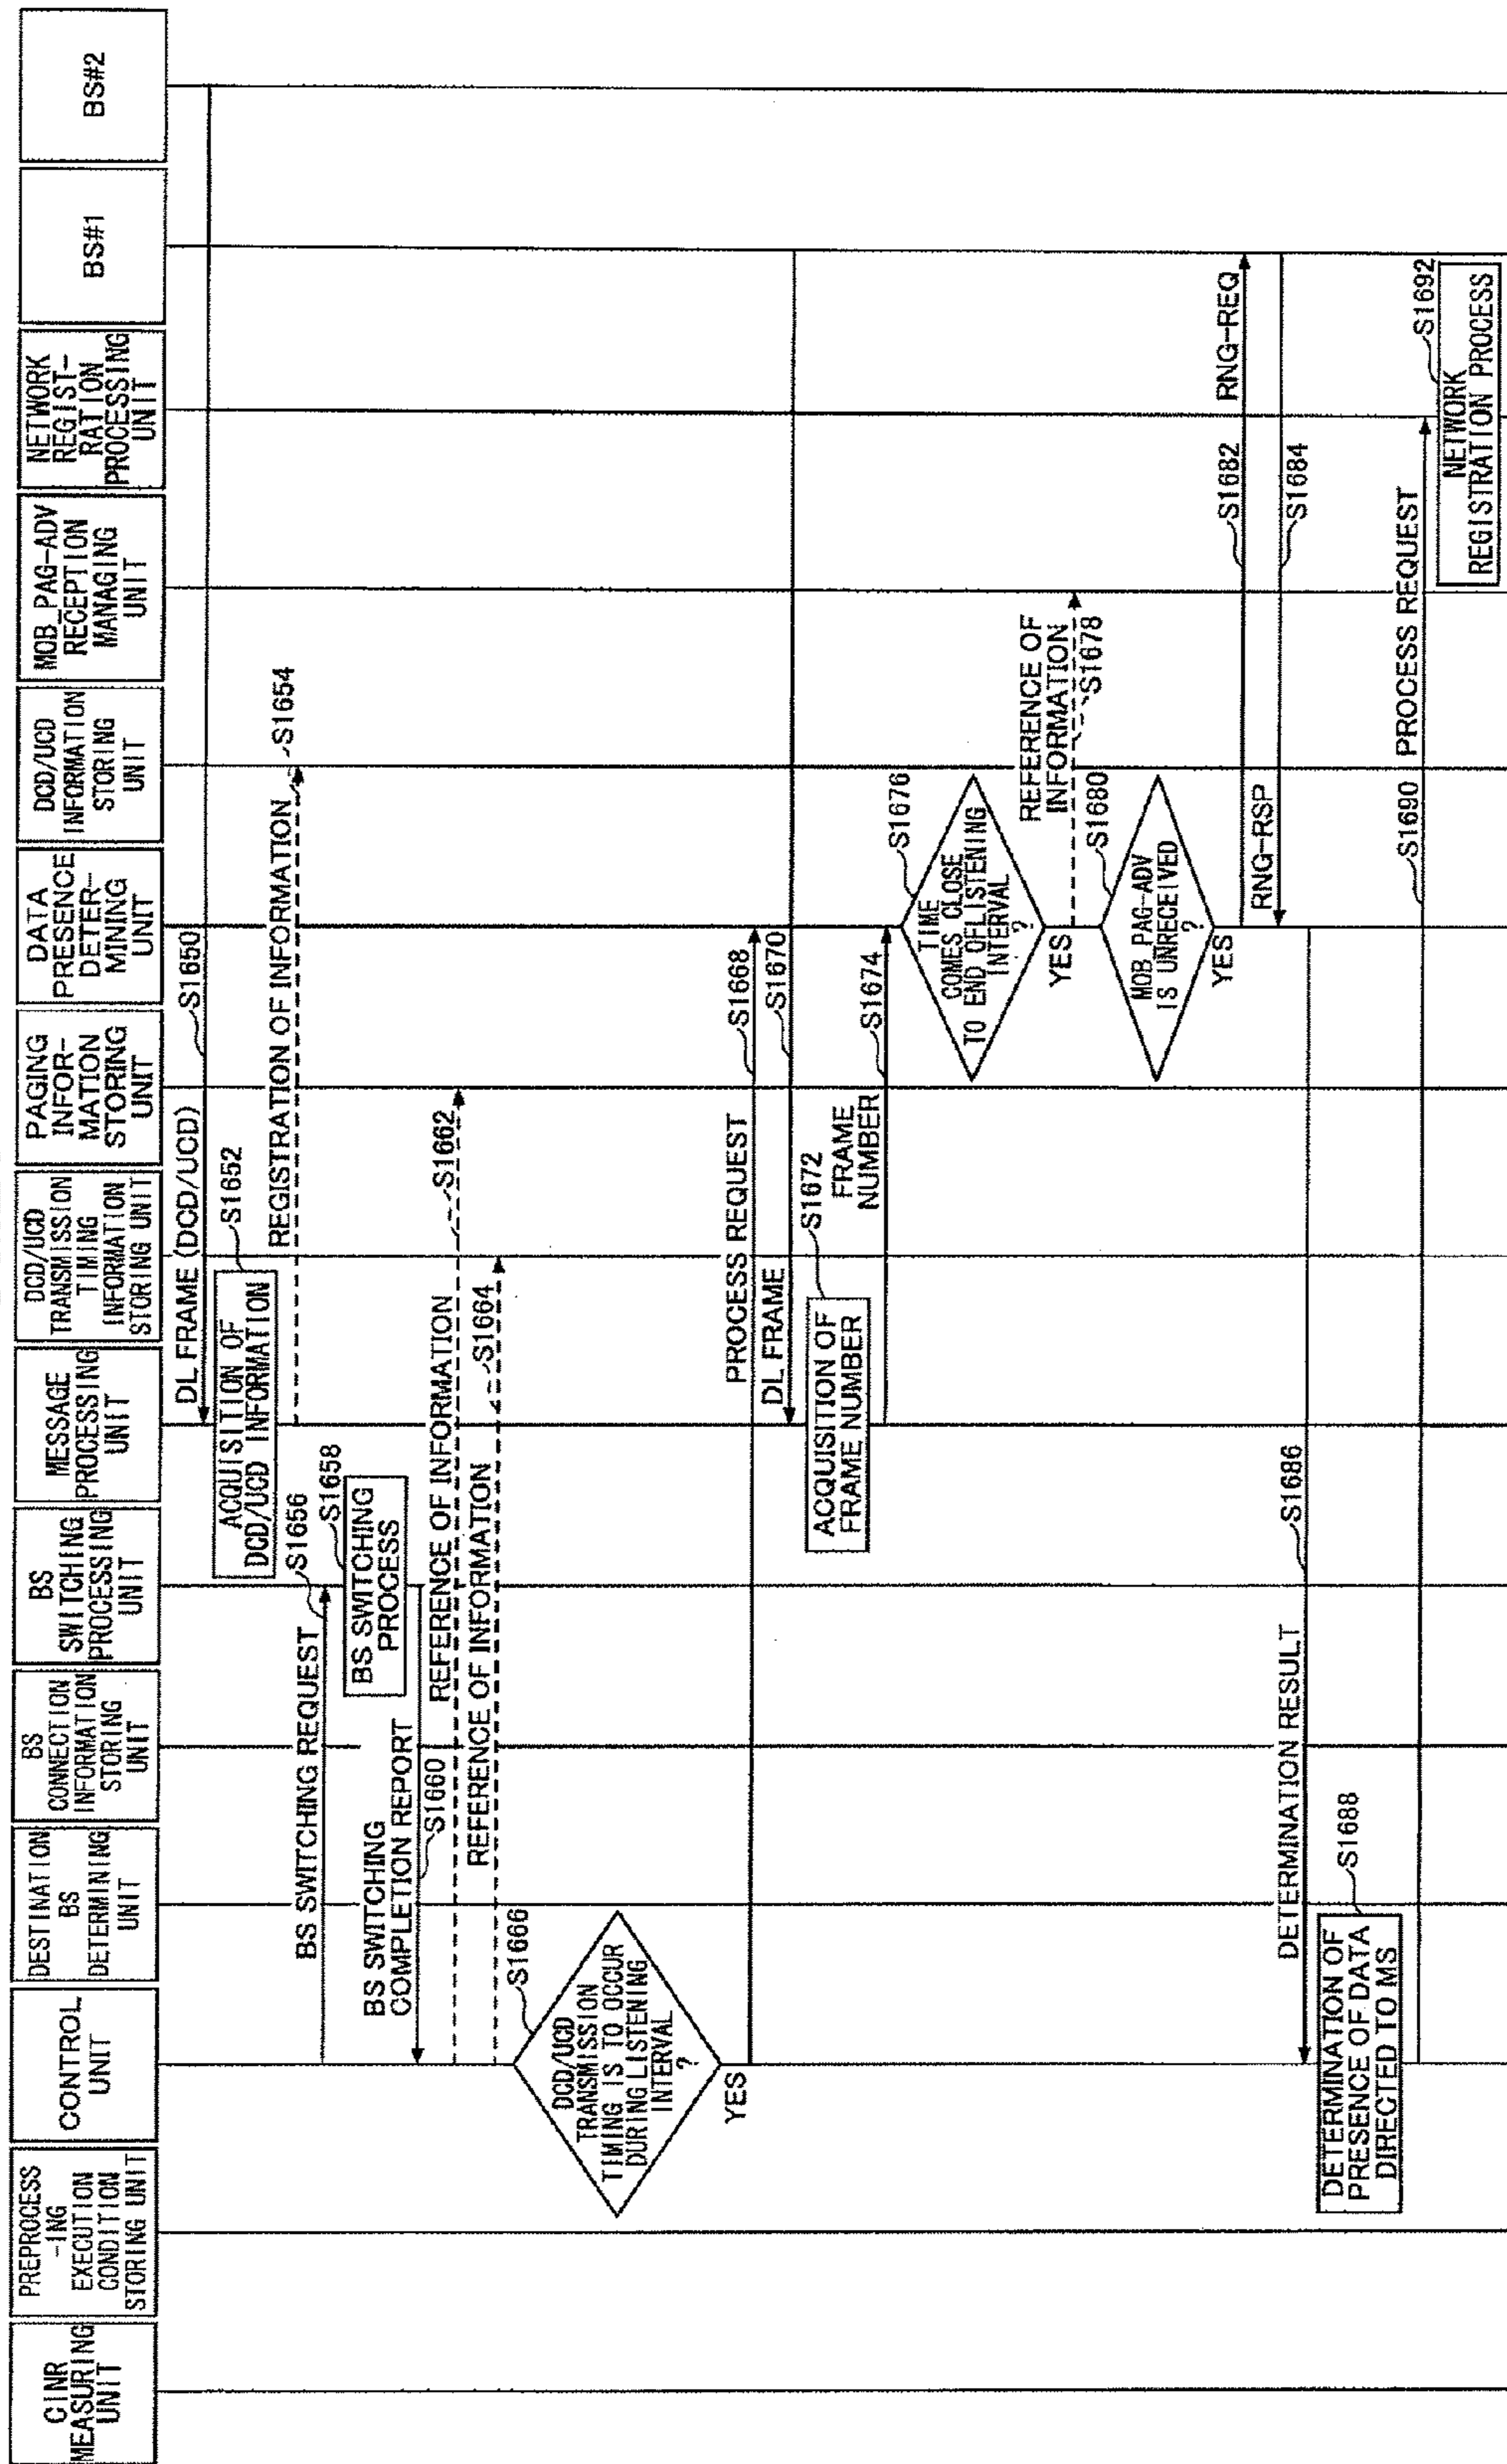 CINR
MEASURING
UNIT
PREPROCESS
-ING
EXECUTION
CONDITION
STORING UNIT
CONTROL
UNIT
DESTINATION
BS
DETERMINING
UNIT
BS
CONNECTION
INFORMATION
STORING
UNIT
BS
SWITCHING
PROCESSING
UNIT
MESSAGE
PROCESSING
UNIT
DCD/UCD
TRANSMISSION
TIMING
INFORMATION
STORING UNIT
PAGING
INFOR-
MATION
STORING
UNIT
DATA
PRESENCE
DETER-
MINING
UNIT
DCD/UCD
INFORMATION
STORING
UNIT
MOB_PAG-ADV
RECEPTION
MANAGING
UNIT
NETWORK
REGIST-
RATION
PROCESSING
UNIT
BS#1
BS#2
DL FRAME (DCD/UCD)
S1650
ACQUISITION OF
DCD/UCD INFORMATION
S1652
REGISTRATION OF INFORMATION
S1654
BS SWITCHING REQUEST
S1656
BS SWITCHING
PROCESS
S1658
BS SWITCHING
COMPLETION REPORT
S1660
REFERENCE OF INFORMATION
S1662
REFERENCE OF INFORMATION
S1664
DCD/UCD
TRANSMISSION
TIMING IS TO OCCUR
DURING LISTENING
INTERVAL
?
S1666
YES
PROCESS REQUEST
S1668
DL FRAME
S1670
ACQUISITION OF
FRAME NUMBER
S1672
FRAME
NUMBER
S1674
TIME
COMES CLOSE
TO END OF LISTENING
INTERVAL
?
S1676
YES
REFERENCE OF
INFORMATION
S1678
MOB_PAG-ADV
IS UNRECEIVED
?
S1680
YES
S1682
RNG-REQ
RNG-RSP
S1684
DETERMINATION RESULT
S1686
DETERMINATION OF
PRESENCE OF DATA
DIRECTED TO MS
S1688
S1690
PROCESS REQUEST
NETWORK
REGISTRATION PROCESS
S1692